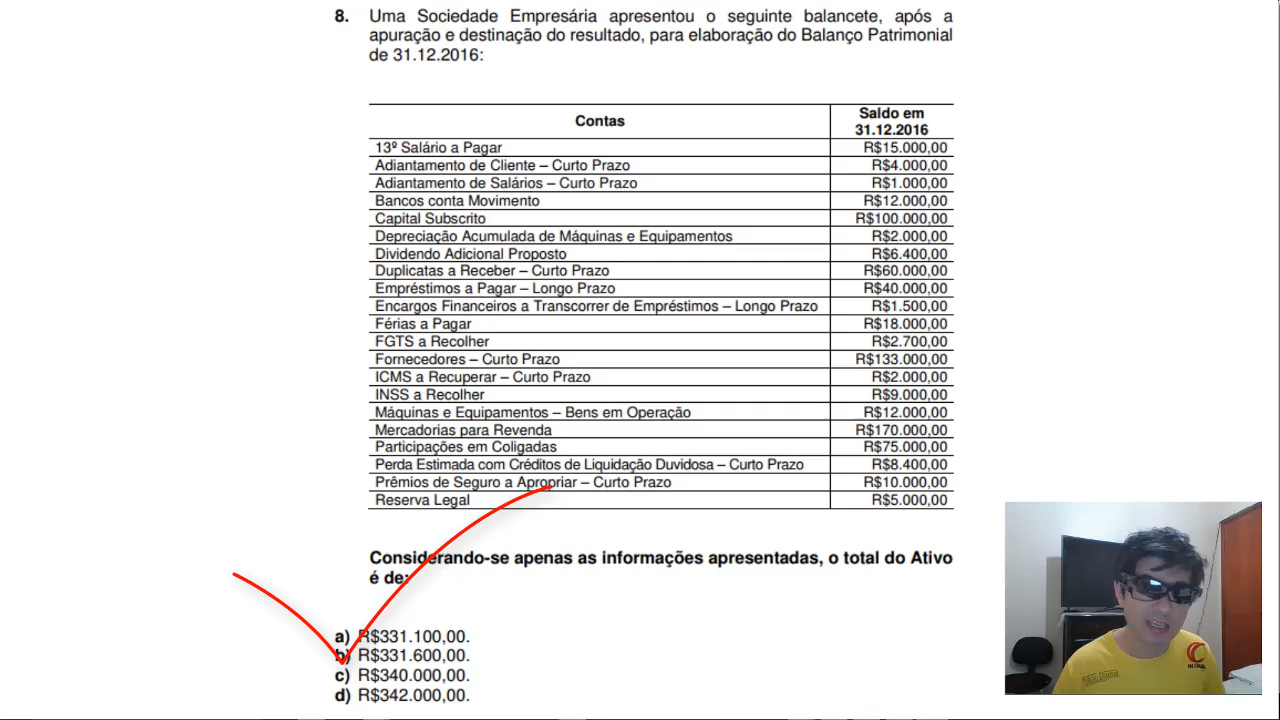 8. Uma Sociedade Empresária apresentou o seguinte balancete, após a
apuração e destinação do resultado, para elaboração do Balanço Patrimonial
de 31.12.2016:
Contas Saldo em
31.12.2016
13º Salário a Pagar R$15.000,00
Adiantamento de Cliente – Curto Prazo R$4.000,00
Adiantamento de Salários – Curto Prazo R$1.000,00
Bancos conta Movimento R$12.000,00
Capital Subscrito R$100.000,00
Depreciação Acumulada de Máquinas e Equipamentos R$2.000,00
Dividendo Adicional Proposto R$6.400,00
Duplicatas a Receber – Curto Prazo R$60.000,00
Empréstimos a Pagar – Longo Prazo R$40.000,00
Encargos Financeiros a Transcorrer de Empréstimos – Longo Prazo R$1.500,00
Férias a Pagar R$18.000,00
FGTS a Recolher R$2.700,00
Fornecedores – Curto Prazo R$133.000,00
ICMS a Recuperar – Curto Prazo R$2.000,00
INSS a Recolher R$9.000,00
Máquinas e Equipamentos – Bens em Operação R$12.000,00
Mercadorias para Revenda R$170.000,00
Participações em Coligadas R$75.000,00
Perda Estimada com Créditos de Liquidação Duvidosa – Curto Prazo R$8.400,00
Prêmios de Seguro a Apropriar – Curto Prazo R$10.000,00
Reserva Legal R$5.000,00
Considerando-se apenas as informações apresentadas, o total do Ativo
é de:
a) R$331.100,00.
b) R$331.600,00.
c) R$340.000,00.
d) R$342.000,00.